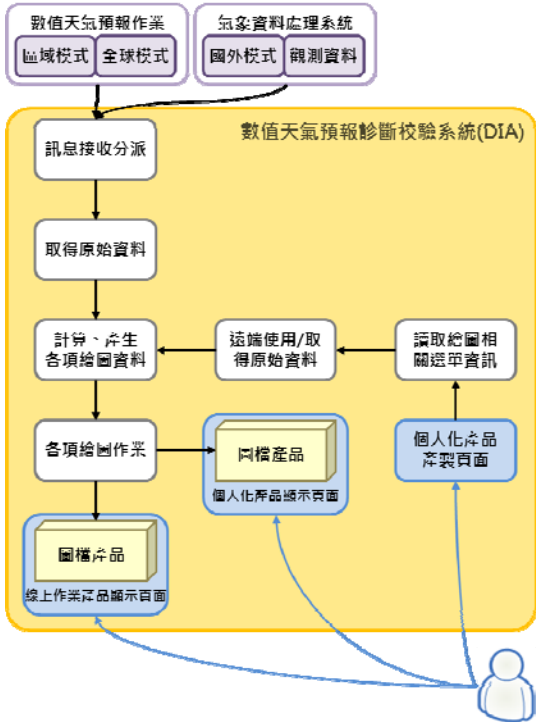 數值天氣預報作業
區域模式
全球模式
氣象資料處理系統
國外模式
觀測資料
數值天氣預報診斷校驗系統(DIA)
訊息接收分派
取得原始資料
計算、產生
各項繪圖資料
遠端使用/取
得原始資料
讀取繪圖相
關選單資訊
各項繪圖作業
圖檔產品
個人化產品顯示頁面
個人化產品
產製頁面
圖檔產品
線上作業產品顯示頁面